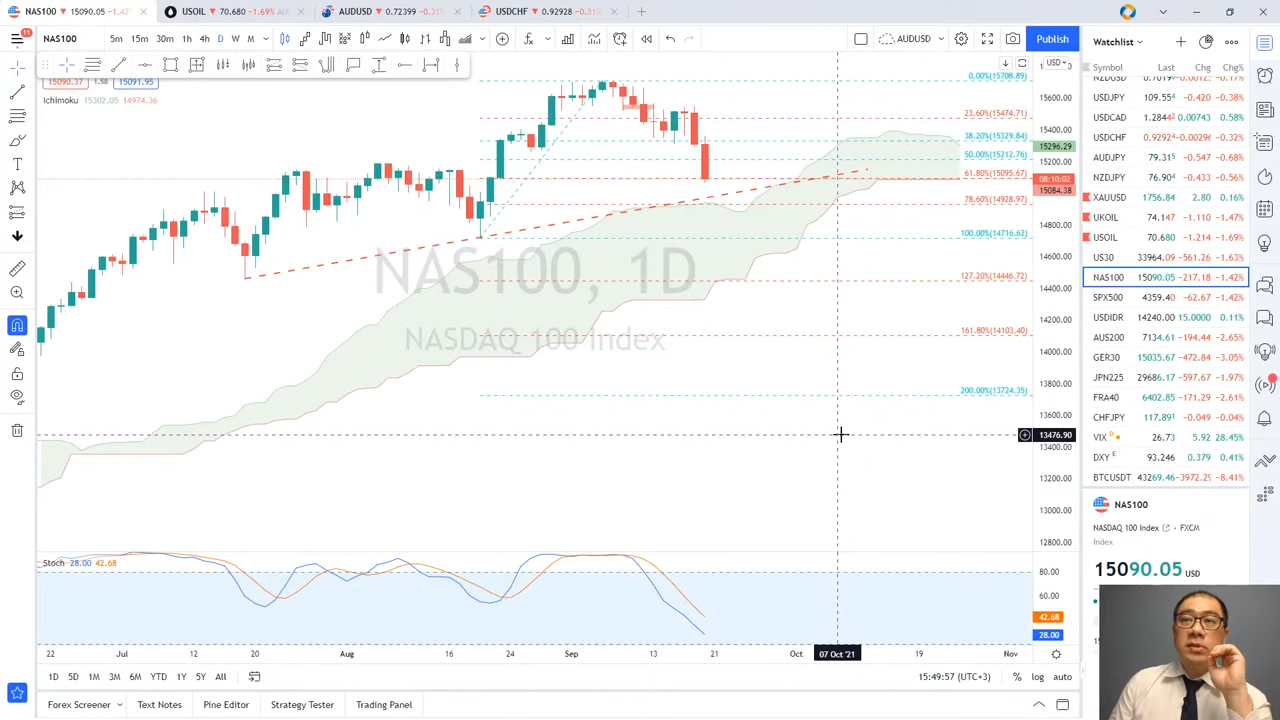 NAS100 ▼ 15090.05 −1.42%
USOIL ▼ 70.680 −1.69%
AUDUSD ▼ 0.72399 −0.31%
USDCHF ▼ 0.92928 −0.31%
11
NAS100 5m 15m 30m 1h 4h D W M
AUDUSD
Publish
15090.37 1.58 15091.95
Ichimoku 15302.05 14974.36
USD
0.00%(15708.89)
23.60%(15474.71)
38.20%(15329.84)
50.00%(15212.76)
61.80%(15095.67)
78.60%(14928.97)
100.00%(14716.62)
127.20%(14446.72)
161.80%(14103.40)
200.00%(13724.35)
NAS100, 1D
NASDAQ 100 Index
15600.00
15400.00
15296.29
15200.00
08:10:02
15084.38
14800.00
14600.00
14400.00
14200.00
14000.00
13800.00
13600.00
13476.90
13400.00
13200.00
13000.00
12800.00
Stoch 28.00 42.68
80.00
60.00
42.68
28.00
22 Jul 12 20 Aug 16 24 Sep 13 21 Oct 07 Oct '21 19 Nov
1D 5D 1M 3M 6M YTD 1Y 5Y All
15:49:57 (UTC+3) % log auto
Forex Screener Text Notes Pine Editor Strategy Tester Trading Panel
Watchlist
Symbol Last Chg Chg%
USDJPY 109.554 −0.420 −0.38%
USDCAD 1.28442 0.00743 0.58%
USDCHF 0.92924 −0.00296 −0.32%
AUDJPY 79.315 −0.547 −0.68%
NZDJPY 76.904 −0.433 −0.56%
XAUUSD 1756.84 2.80 0.16%
UKOIL 74.147 −1.110 −1.47%
USOIL 70.680 −1.214 −1.69%
US30 33964.09 −561.26 −1.63%
NAS100 15090.05 −217.18 −1.42%
SPX500 4359.40 −62.67 −1.42%
USDIDR 14240.00 15.0000 0.11%
AUS200 7134.61 −194.44 −2.65%
GER30 15035.67 −472.84 −3.05%
JPN225 29686.17 −597.67 −1.97%
FRA40 6402.85 −171.29 −2.61%
CHFJPY 117.891 −0.049 −0.04%
VIX D 26.73 5.92 28.45%
DXY E 93.246 0.379 0.41%
BTCUSDT 43269.46 −3972.29 −8.41%
NAS100
NASDAQ 100 Index FXCM
Index
15090.05 USD